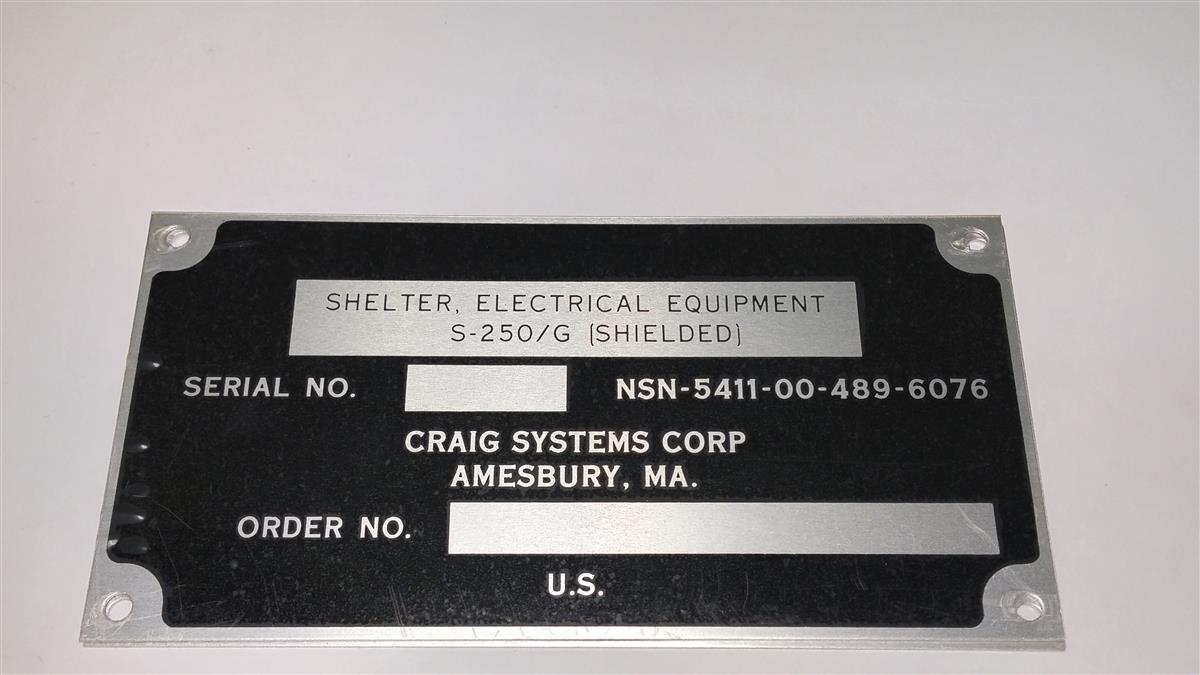 SHELTER, ELECTRICAL EQUIPMENT
S-250/G (SHIELDED)
SERIAL NO. NSN-5411-00-489-6076
CRAIG SYSTEMS CORP
AMESBURY, MA.
ORDER NO.
U.S.